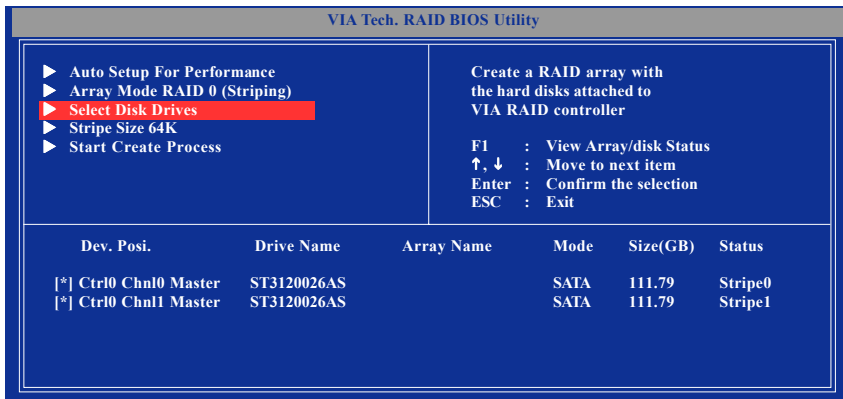 VIA Tech. RAID BIOS Utility
Auto Setup For Performance
Array Mode RAID 0 (Striping)
Select Disk Drives
Stripe Size 64K
Start Create Process
Create a RAID array with
the hard disks attached to
VIA RAID controller
F1 : View Array/disk Status
↑, ↓ : Move to next item
Enter : Confirm the selection
ESC : Exit
Dev. Posi. Drive Name Array Name Mode Size(GB) Status
[*] Ctrl0 Chnl0 Master ST3120026AS SATA 111.79 Stripe0
[*] Ctrl0 Chnl1 Master ST3120026AS SATA 111.79 Stripe1